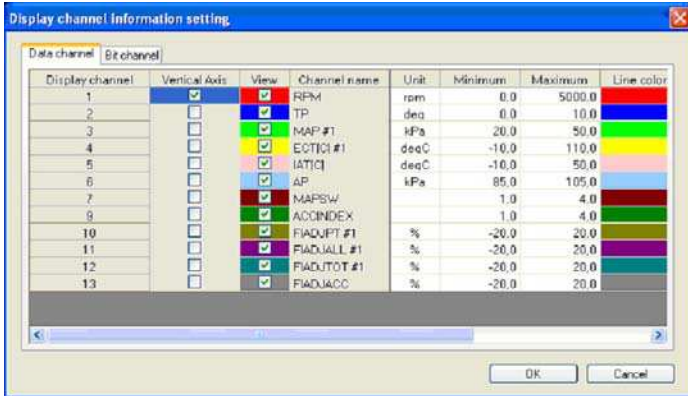 Display channel information setting
Data channel Bit channel
Display channel Vertical Axis View Channel name Unit Minimum Maximum Line color
1 RPM rpm 0.0 5000.0
2 TP deg 0.0 10.0
3 MAP #1 kPa 20.0 50.0
4 ECT[C] #1 degC -10.0 110.0
5 IAT[C] degC -10.0 50.0
6 AP kPa 85.0 105.0
7 MAPSW 1.0 4.0
9 ACCINDEX 1.0 4.0
10 FIADJPT #1 % -20.0 20.0
11 FIADJALL #1 % -20.0 20.0
12 FIADJTOT #1 % -20.0 20.0
13 FIADJACC % -20.0 20.0
OK Cancel